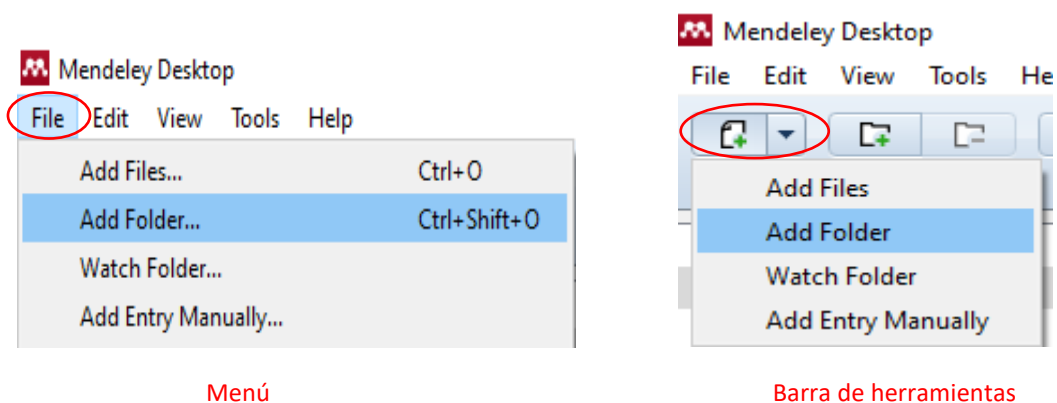 Mendeley Desktop
File Edit View Tools Help
Add Files... Ctrl+O
Add Folder... Ctrl+Shift+O
Watch Folder...
Add Entry Manually...
Menú
Mendeley Desktop
File Edit View Tools He
Add Files
Add Folder
Watch Folder
Add Entry Manually
Barra de herramientas